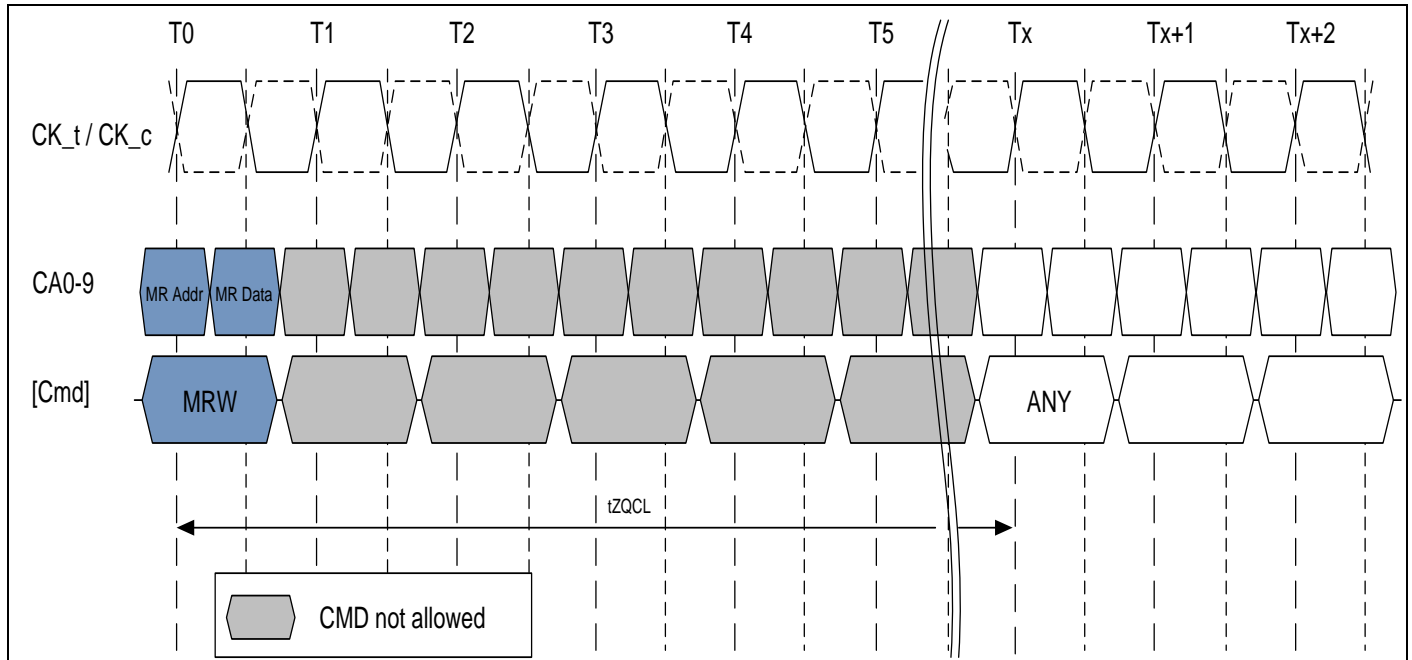 T0 T1 T2 T3 T4 T5 Tx Tx+1 Tx+2
CK_t / CK_c
CA0-9 MR Addr MR Data
[Cmd] MRW ANY
tZQCL
CMD not allowed